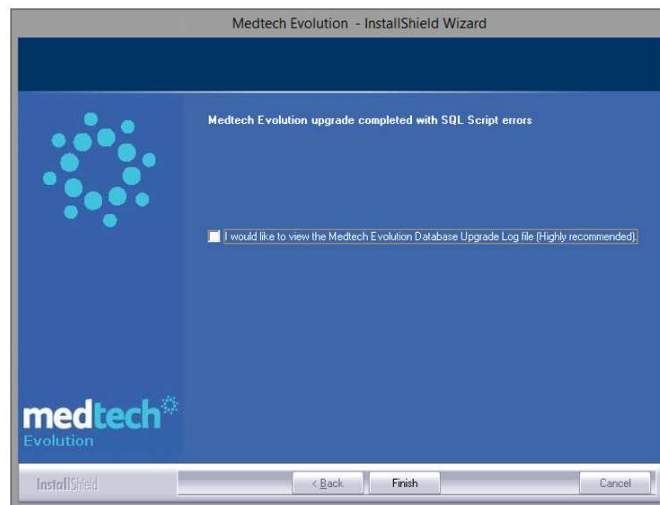 Medtech Evolution - InstallShield Wizard
Medtech Evolution upgrade completed with SQL Script errors
I would like to view the Medtech Evolution Database Upgrade Log file (Highly recommended).
medtech
Evolution
InstallShield
< Back
Finish
Cancel